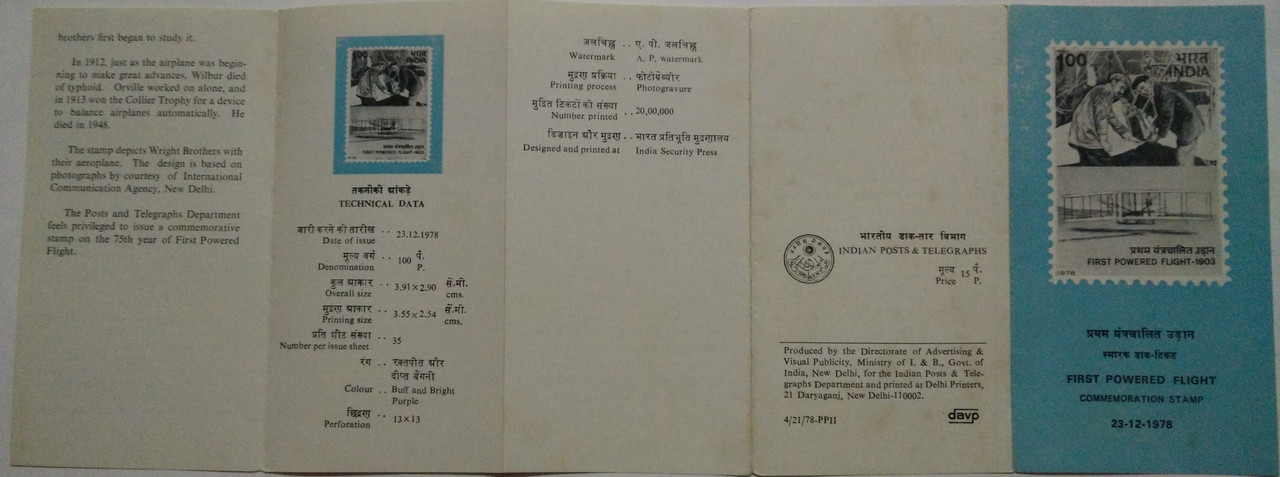 brothers first began to study it.
In 1912, just as the airplane was begin-
ning to make great advances, Wilbur died
of typhoid. Orville worked on alone, and
in 1913 won the Collier Trophy for a device
to balance airplanes automatically. He
died in 1948.
The stamp depicts Wright Brothers with
their aeroplane. The design is based on
photographs by courtesy of International
Communication Agency, New Delhi.
The Posts and Telegraphs Department
feels privileged to issue a commemorative
stamp on the 75th year of First Powered
Flight.
100 भारत
INDIA
प्रथम यंत्रचालित उड़ान
FIRST POWERED FLIGHT-1903
तकनीकी आंकड़े
TECHNICAL DATA
जारी करने की तारीख .. 23.12.1978
Date of issue
मूल्य वर्ग .. 100 पै.
Denomination P.
कुल आकार .. 3.91×2.90 सें.मी.
Overall size cms.
मुद्रण आकार .. 3.55×2.54 सें.मी.
Printing size cms.
प्रति शीट संख्या .. 35
Number per issue sheet
रंग .. रक्तपीत और
दीप्त बैंगनी
Colour .. Buff and Bright
Purple
छिद्रण .. 13×13
Perforation
जलचिह्न .. ए. पी. जलचिह्न
Watermark A. P. watermark
मुद्रण प्रक्रिया .. फोटोग्रेव्योर
Printing process Photogravure
मुद्रित टिकटों की संख्या .. 20,00,000
Number printed
डिजाइन और मुद्रण .. भारत प्रतिभूति मुद्रणालय
Designed and printed at India Security Press
भारतीय डाक-तार विभाग
INDIAN POSTS & TELEGRAPHS
मूल्य 15 पै.
Price P.
Produced by the Directorate of Advertising &
Visual Publicity, Ministry of I. & B., Govt. of
India, New Delhi, for the Indian Posts & Tele-
graphs Department and printed at Delhi Printers,
21 Daryaganj, New Delhi-110002.
4/21/78-PPII davp
100 भारत
INDIA
प्रथम यंत्रचालित उड़ान
FIRST POWERED FLIGHT-1903
1978
प्रथम यंत्रचालित उड़ान
स्मारक डाक-टिकट
FIRST POWERED FLIGHT
COMMEMORATION STAMP
23-12-1978